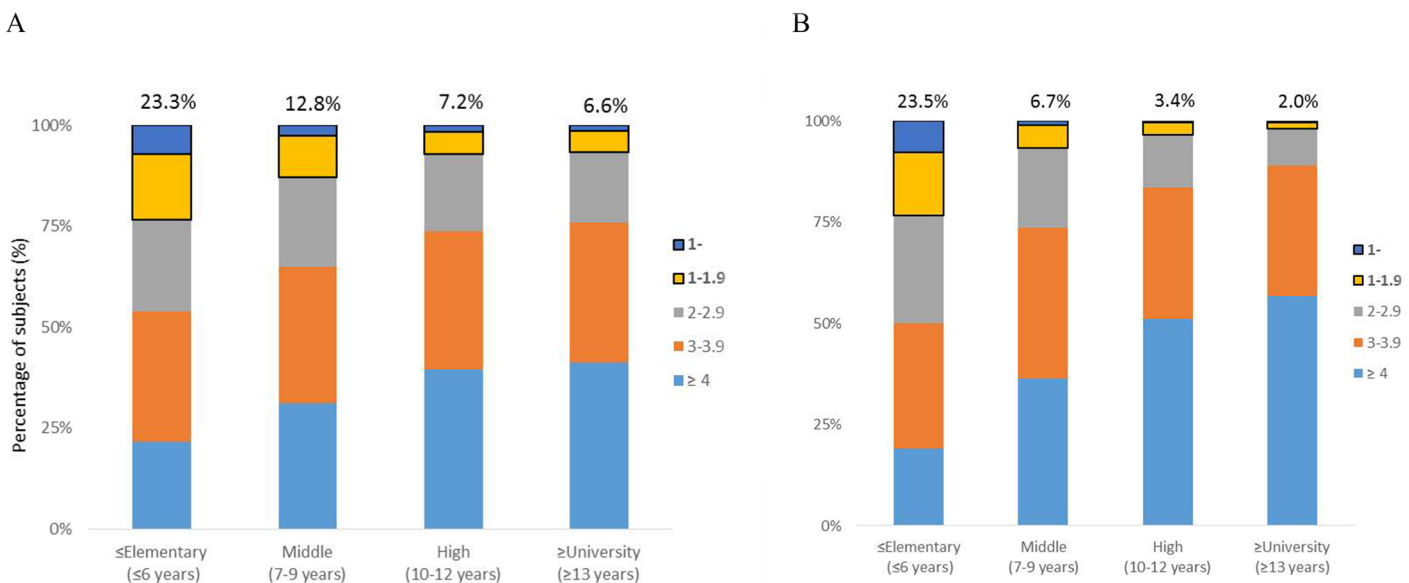 A
23.3%
12.8%
7.2%
6.6%
100%
75%
50%
25%
0%
Percentage of subjects (%)
≤Elementary
(≤6 years)
Middle
(7-9 years)
High
(10-12 years)
≥University
(≥13 years)
1-
1-1.9
2-2.9
3-3.9
≥ 4
B
23.5%
6.7%
3.4%
2.0%
100%
75%
50%
25%
0%
≤Elementary
(≤6 years)
Middle
(7-9 years)
High
(10-12 years)
≥University
(≥13 years)
1-
1-1.9
2-2.9
3-3.9
≥ 4